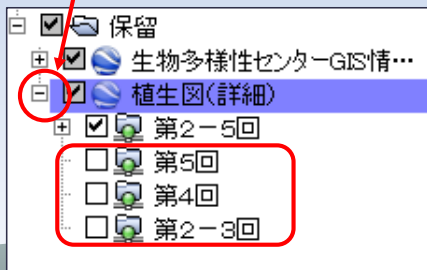 保留
生物多様性センターGIS情…
植生図(詳細)
第2－5回
第5回
第4回
第2－3回